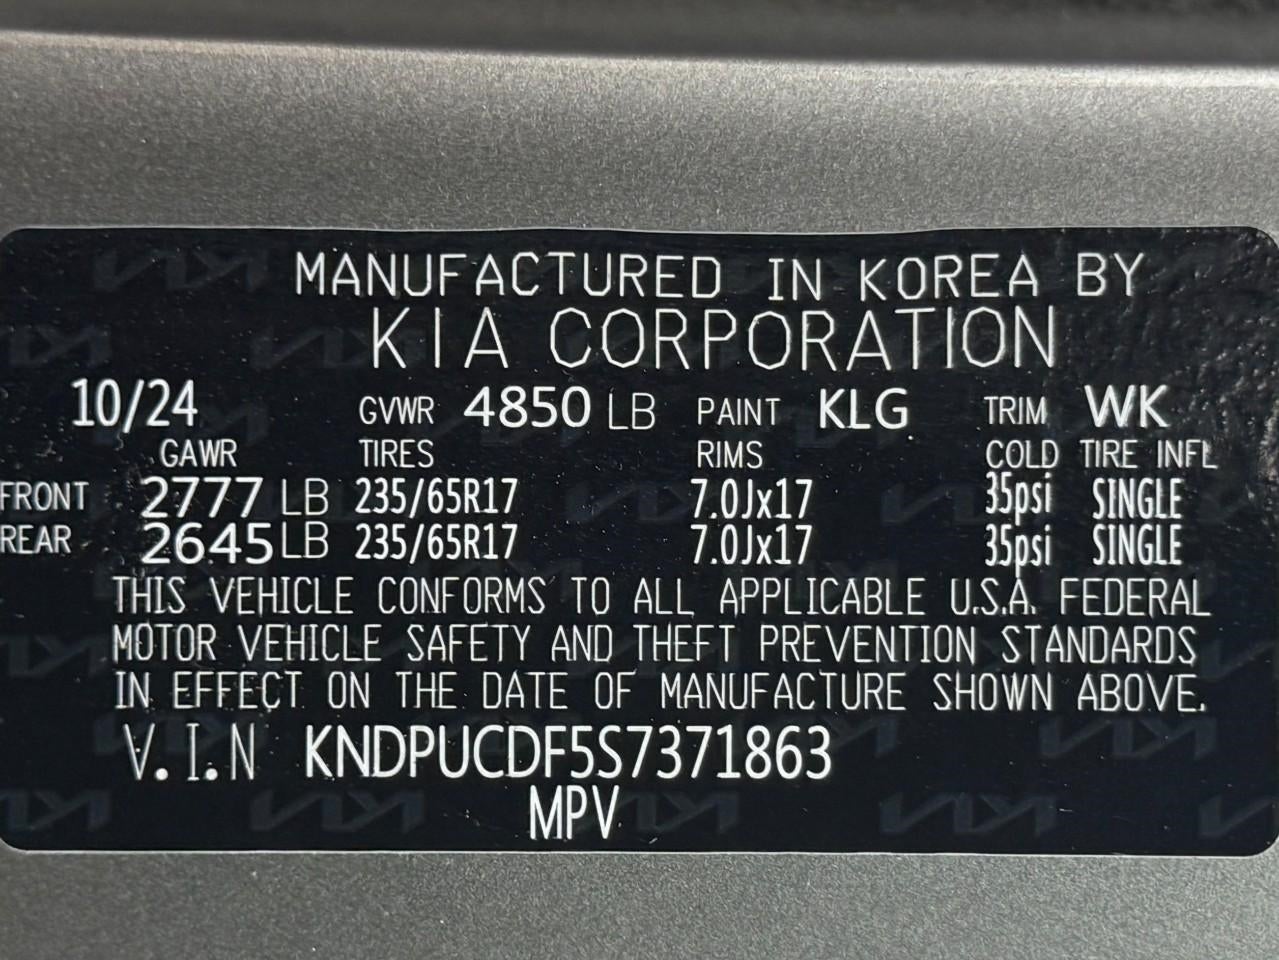 MANUFACTURED IN KOREA BY
KIA CORPORATION
10/24 GVWR 4850 LB PAINT KLG TRIM WK
GAWR TIRES RIMS COLD TIRE INFL
FRONT 2777 LB 235/65R17 7.0Jx17 35psi SINGLE
REAR 2645 LB 235/65R17 7.0Jx17 35psi SINGLE
THIS VEHICLE CONFORMS TO ALL APPLICABLE U.S.A. FEDERAL
MOTOR VEHICLE SAFETY AND THEFT PREVENTION STANDARDS
IN EFFECT ON THE DATE OF MANUFACTURE SHOWN ABOVE.
V.I.N KNDPUCDF5S7371863
MPV